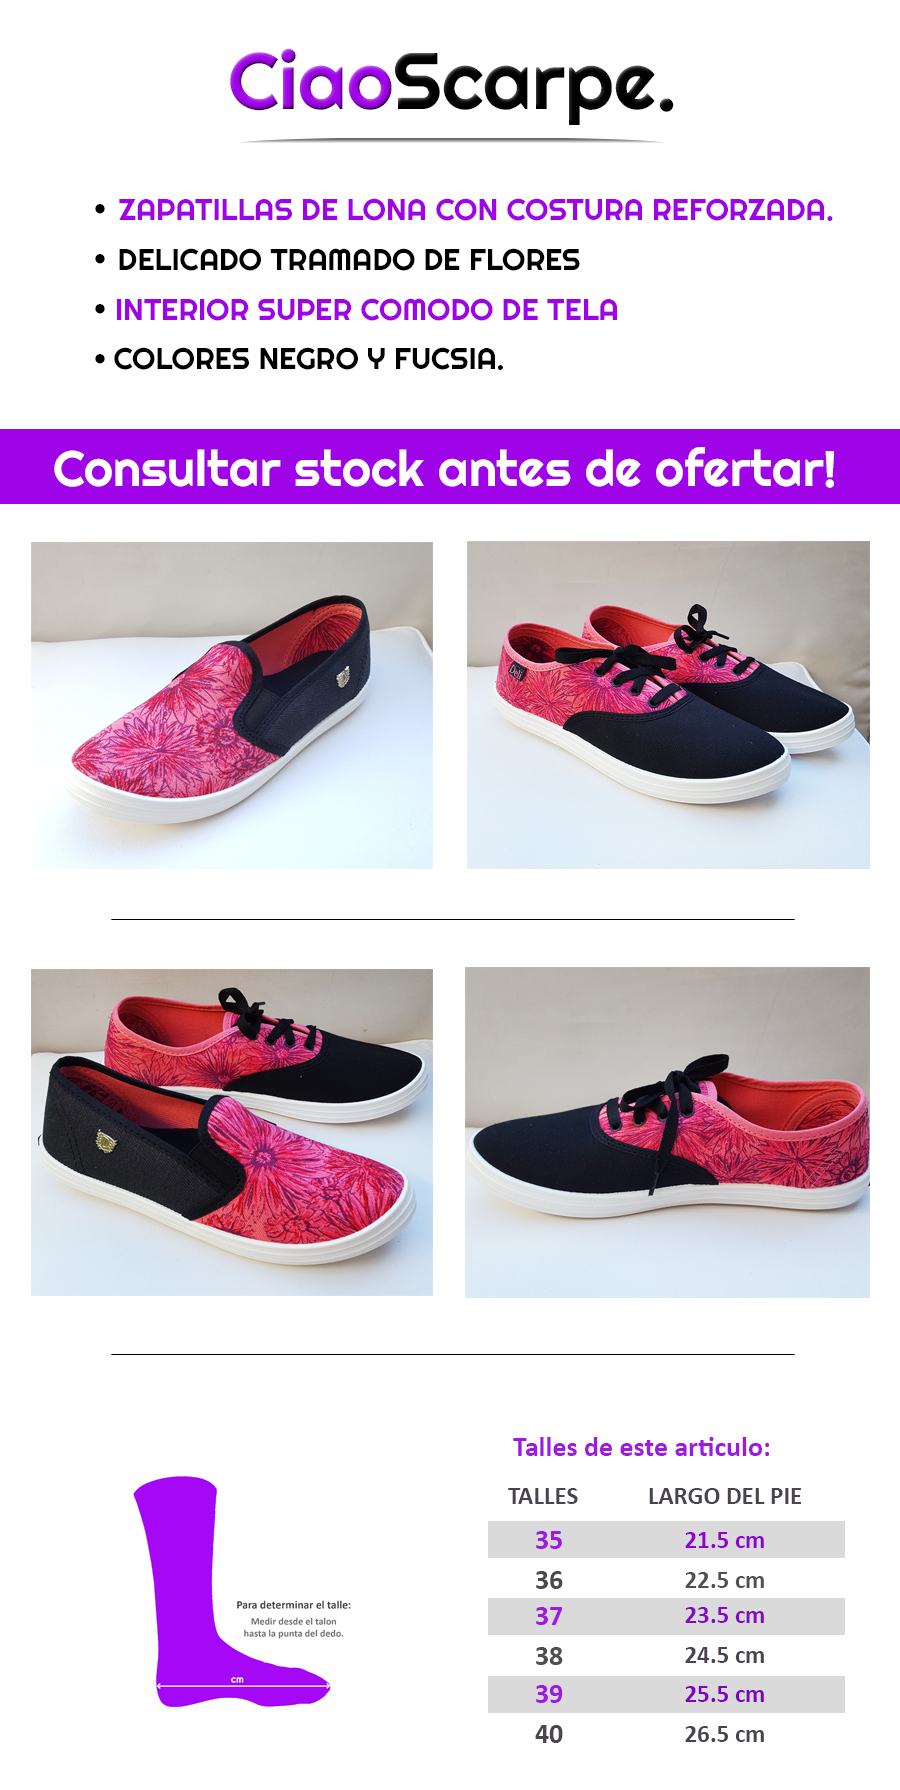 CiaoScarpe.
• ZAPATILLAS DE LONA CON COSTURA REFORZADA.
• DELICADO TRAMADO DE FLORES
• INTERIOR SUPER COMODO DE TELA
• COLORES NEGRO Y FUCSIA.
Consultar stock antes de ofertar!
Talles de este articulo:
TALLES LARGO DEL PIE
35 21.5 cm
36 22.5 cm
37 23.5 cm
38 24.5 cm
39 25.5 cm
40 26.5 cm
Para determinar el talle:
Medir desde el talon
hasta la punta del dedo.
cm